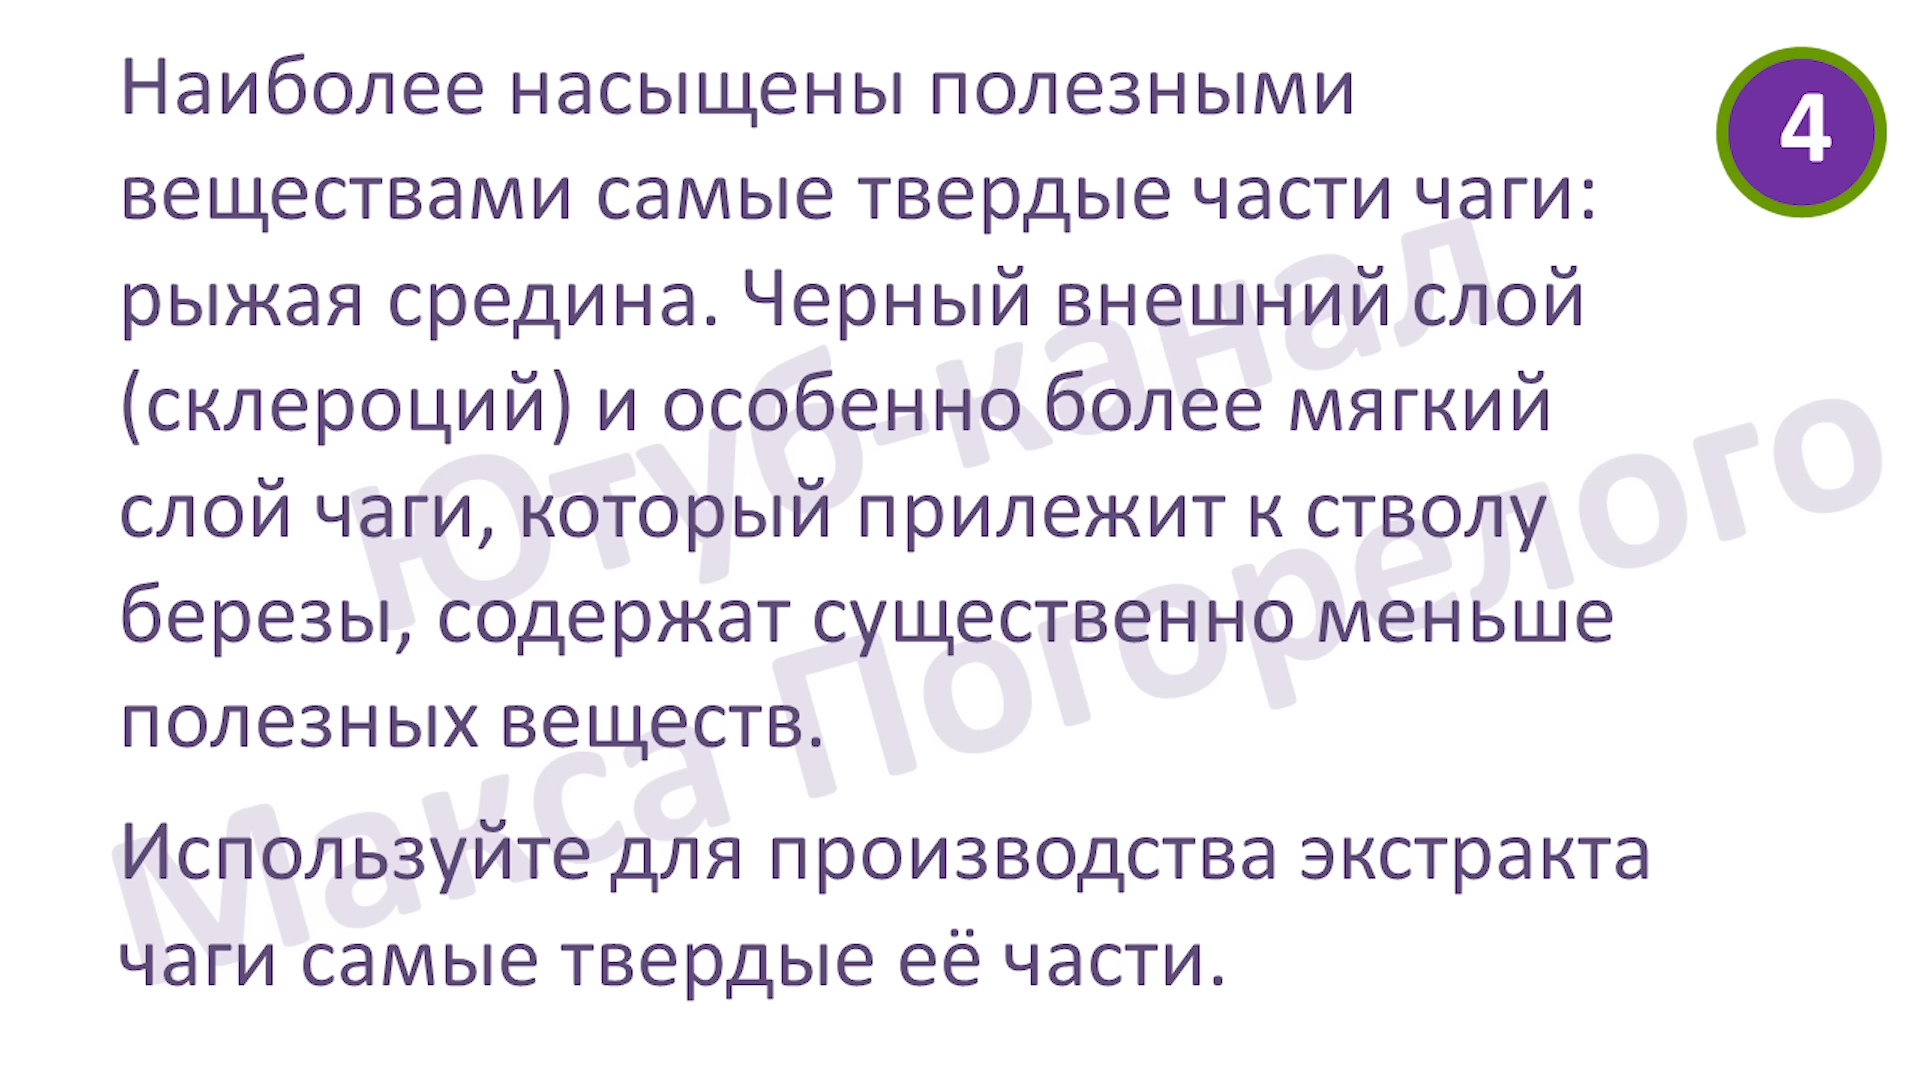 Наиболее насыщены полезными
веществами самые твердые части чаги:
рыжая средина. Черный внешний слой
(склероций) и особенно более мягкий
слой чаги, который прилежит к стволу
березы, содержат существенно меньше
полезных веществ.
Используйте для производства экстракта
чаги самые твердые её части.
4
Ютуб-канал
Макса Погорелого